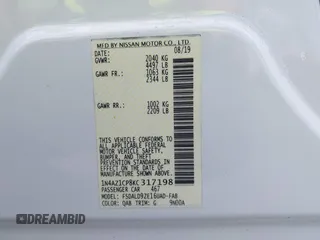 MFD BY NISSAN MOTOR CO., LTD.
DATE: 08/19
GVWR: 2040 KG
4497 LB
GAWR FR: 1063 KG
2344 LB
GAWR RR: 1002 KG
2209 LB
THIS VEHICLE CONFORMS TO
ALL APPLICABLE FEDERAL
MOTOR VEHICLE SAFETY,
BUMPER, AND THEFT
PREVENTION STANDARDS IN
EFFECT ON THE DATE OF
MANUFACTURE SHOWN ABOVE.
1N4AZ1CP8KC317198
PASSENGER CAR 467
COLOR: QAB TRIM: G
DREAMBID